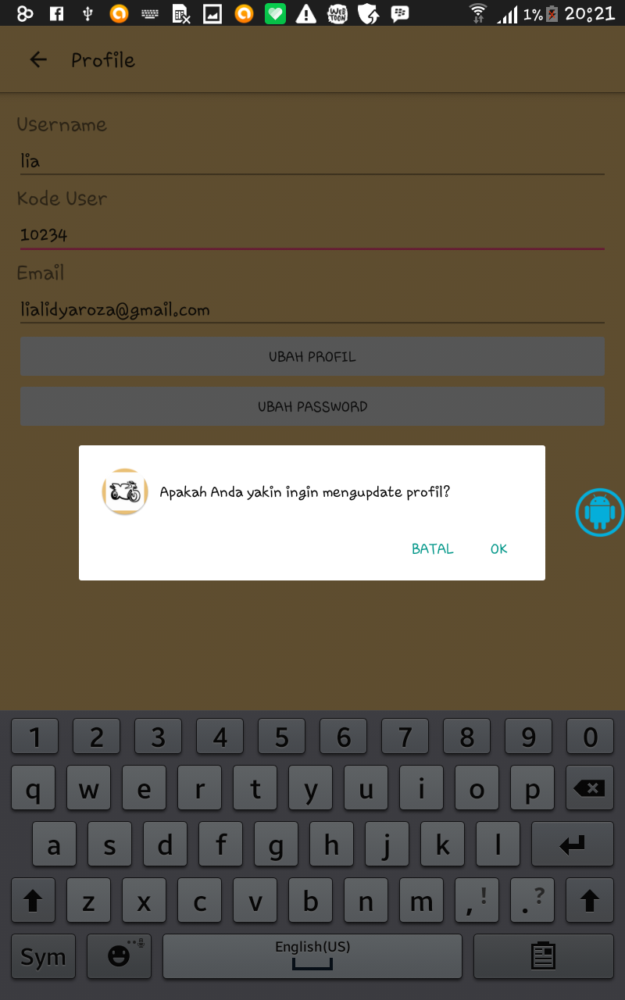 WEB
TOON
1% 20:21
Profile
Username
lia
Kode User
10234
Email
lialidyaroza@gmail.com
UBAH PROFIL
UBAH PASSWORD
Apakah Anda yakin ingin mengupdate profil?
BATAL OK
1 2 3 4 5 6 7 8 9 0
q w e r t y u i o p
a s d f g h j k l
z x c v b n m , ! . ?
Sym English(US)